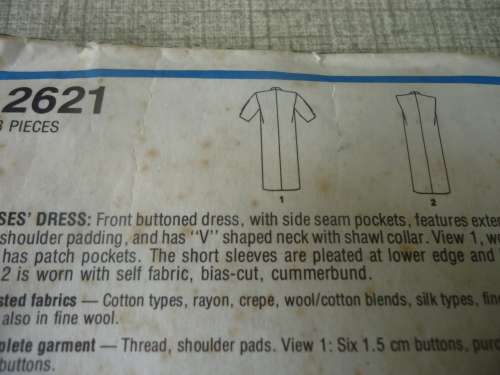 2621
PIECES
1
2
SES' DRESS: Front buttoned dress, with side seam pockets, features exter
shoulder padding, and has "V" shaped neck with shawl collar. View 1, w
has patch pockets. The short sleeves are pleated at lower edge and
2 is worn with self fabric, bias-cut, cummerbund.
sted fabrics — Cotton types, rayon, crepe, wool/cotton blends, silk types, fin
also in fine wool.
plete garment — Thread, shoulder pads. View 1: Six 1.5 cm buttons, purc
buttons.